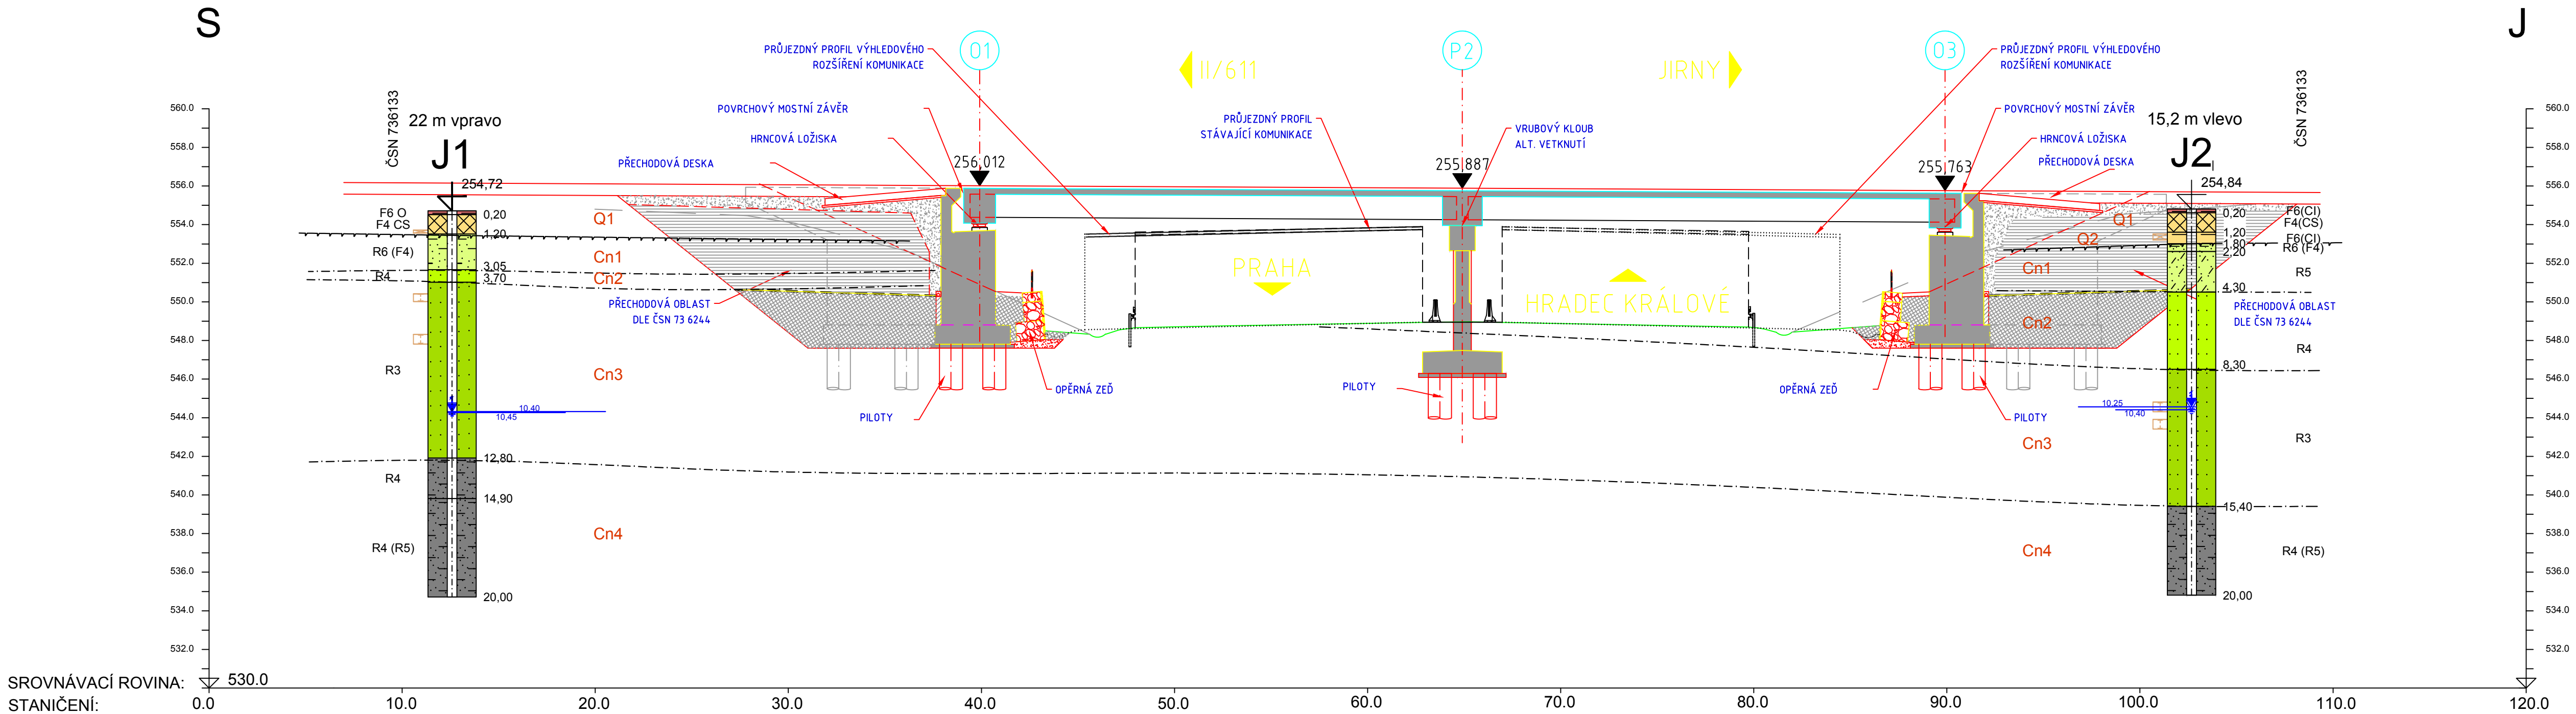 S
J
PRŮJEZDNÝ PROFIL VÝHLEDOVÉHO
ROZŠÍŘENÍ KOMUNIKACE
O1
II/611
P2
JIRNY
O3
PRŮJEZDNÝ PROFIL VÝHLEDOVÉHO
ROZŠÍŘENÍ KOMUNIKACE
ČSN 736133
22 m vpravo
J1
254,72
POVRCHOVÝ MOSTNÍ ZÁVĚR
HRNCOVÁ LOŽISKA
PŘECHODOVÁ DESKA
256,012
PRŮJEZDNÝ PROFIL
STÁVAJÍCÍ KOMUNIKACE
VRUBOVÝ KLOUB
ALT. VETKNUTÍ
255,887
255,763
POVRCHOVÝ MOSTNÍ ZÁVĚR
HRNCOVÁ LOŽISKA
PŘECHODOVÁ DESKA
15,2 m vlevo
J2
254,84
ČSN 736133
560.0
558.0
556.0
554.0
552.0
550.0
548.0
546.0
544.0
542.0
540.0
538.0
536.0
534.0
532.0
F6 O
F4 CS
R6 (F4)
R4
R3
R4
R4 (R5)
0,20
1,20
3,05
3,70
10,40
10,45
12,80
14,90
20,00
Q1
Cn1
Cn2
Cn3
Cn4
PŘECHODOVÁ OBLAST
DLE ČSN 73 6244
PILOTY
OPĚRNÁ ZEĎ
PRAHA
HRADEC KRÁLOVÉ
PILOTY
OPĚRNÁ ZEĎ
PILOTY
Q1
Q2
Cn1
Cn2
Cn3
Cn4
0,20
1,20
1,80
2,20
4,30
8,30
10,25
10,40
15,40
20,00
F6(CI)
F4(CS)
F6(CI)
R6 (F4)
R5
PŘECHODOVÁ OBLAST
DLE ČSN 73 6244
R4
R3
R4 (R5)
560.0
558.0
556.0
554.0
552.0
550.0
548.0
546.0
544.0
542.0
540.0
538.0
536.0
534.0
532.0
SROVNÁVACÍ ROVINA: 530.0
STANIČENÍ: 0.0 10.0 20.0 30.0 40.0 50.0 60.0 70.0 80.0 90.0 100.0 110.0 120.0